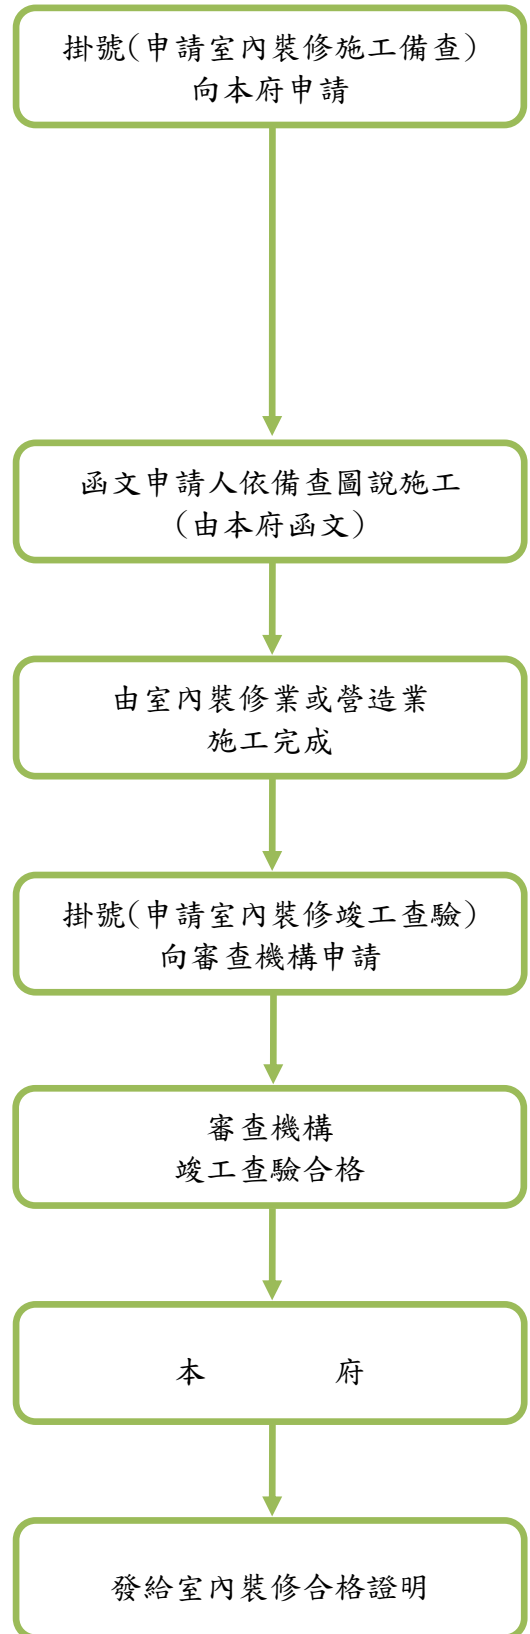 掛號(申請室內裝修施工備查)
向本府申請
函文申請人依備查圖說施工
(由本府函文)
由室內裝修業或營造業
施工完成
掛號(申請室內裝修竣工查驗)
向審查機構申請
審查機構
竣工查驗合格
本 府
發給室內裝修合格證明